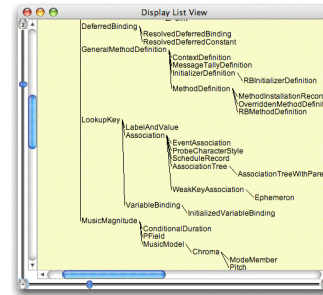 Display List View
DeferredBinding
ResolvedDeferredBinding
ResolvedDeferredConstant
GeneralMethodDefinition
ContextDefinition
MessageTallyDefinition
InitializerDefinition
RBInitializerDefinition
MethodDefinition
MethodInstallationRecord
OverriddenMethodDefini
RBMethodDefinition
LookupKey
LabelAndValue
Association
EventAssociation
ProbeCharacterStyle
ScheduleRecord
AssociationTree
AssociationTreeWithPare
WeakKeyAssociation
Ephemeron
VariableBinding
InitializedVariableBinding
MusicMagnitude
ConditionalDuration
PField
MusicModel
Chroma
ModeMember
Pitch